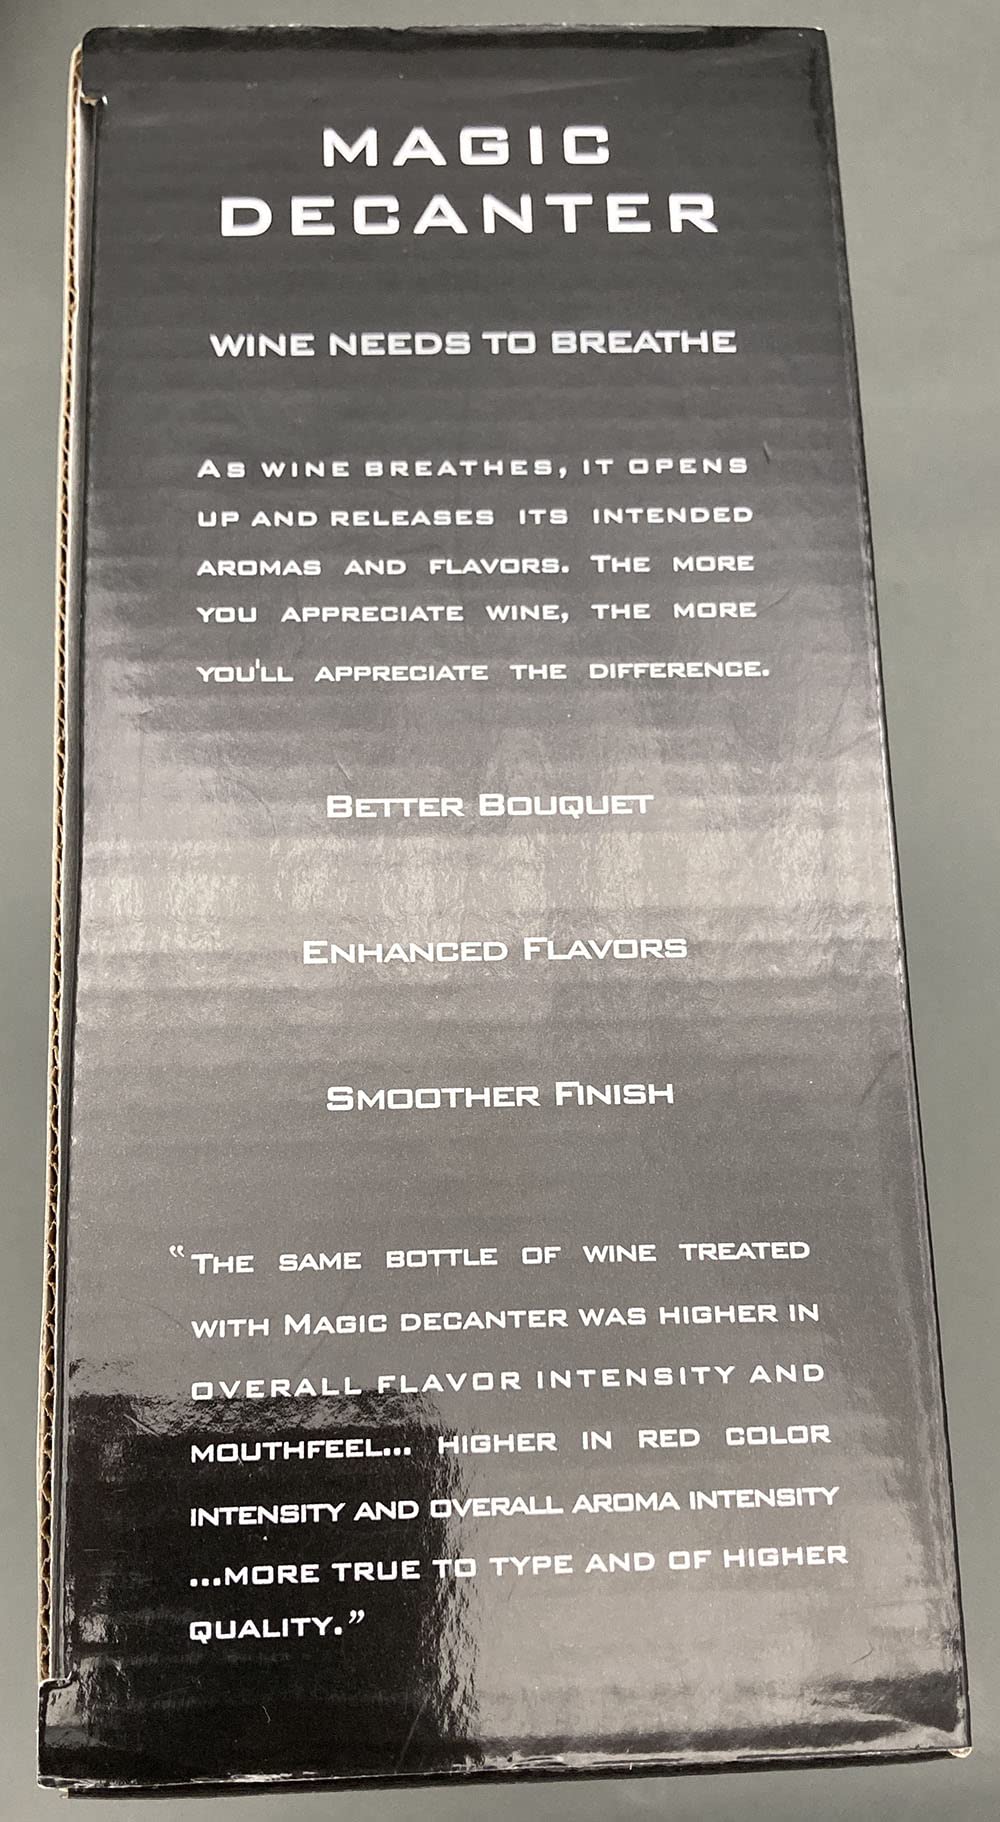 MAGIC
DECANTER
WINE NEEDS TO BREATHE
AS WINE BREATHES, IT OPENS
UP AND RELEASES ITS INTENDED
AROMAS AND FLAVORS. THE MORE
YOU APPRECIATE WINE, THE MORE
YOU'LL APPRECIATE THE DIFFERENCE.
BETTER BOUQUET
ENHANCED FLAVORS
SMOOTHER FINISH
“THE SAME BOTTLE OF WINE TREATED
WITH MAGIC DECANTER WAS HIGHER IN
OVERALL FLAVOR INTENSITY AND
MOUTHFEEL... HIGHER IN RED COLOR
INTENSITY AND OVERALL AROMA INTENSITY
...MORE TRUE TO TYPE AND OF HIGHER
QUALITY.”